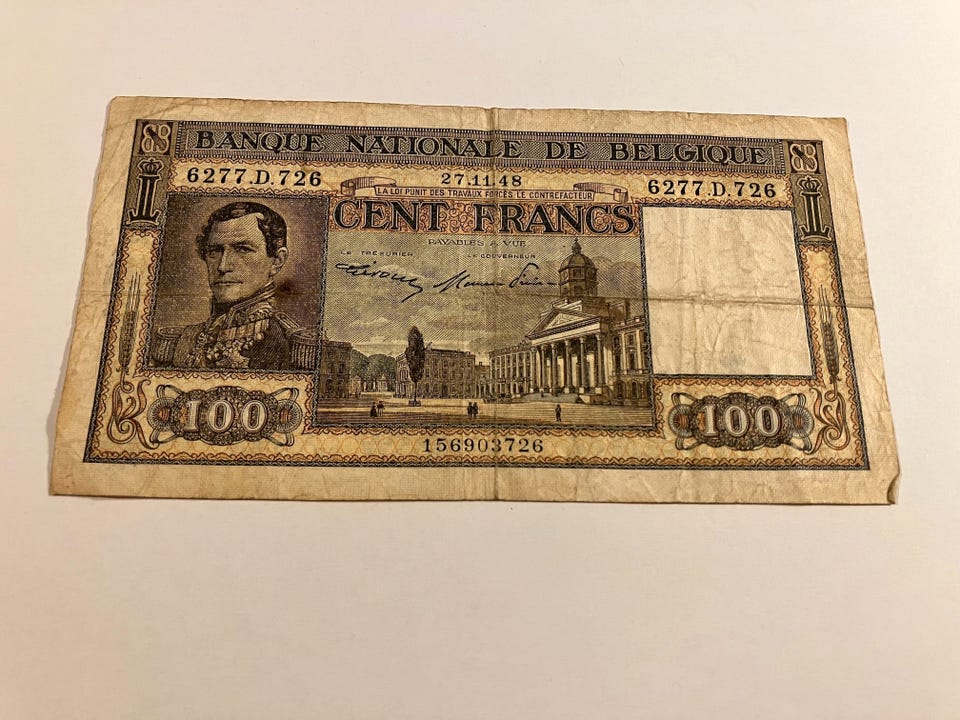 BANQUE NATIONALE DE BELGIQUE
6277.D.726 27.11.48 6277.D.726
LA LOI PUNIT DES TRAVAUX FORCÉS LE CONTREFACTEUR
CENT FRANCS
PAYABLES A VUE
LE TRÉSORIER LE GOUVERNEUR
100 100
156903726